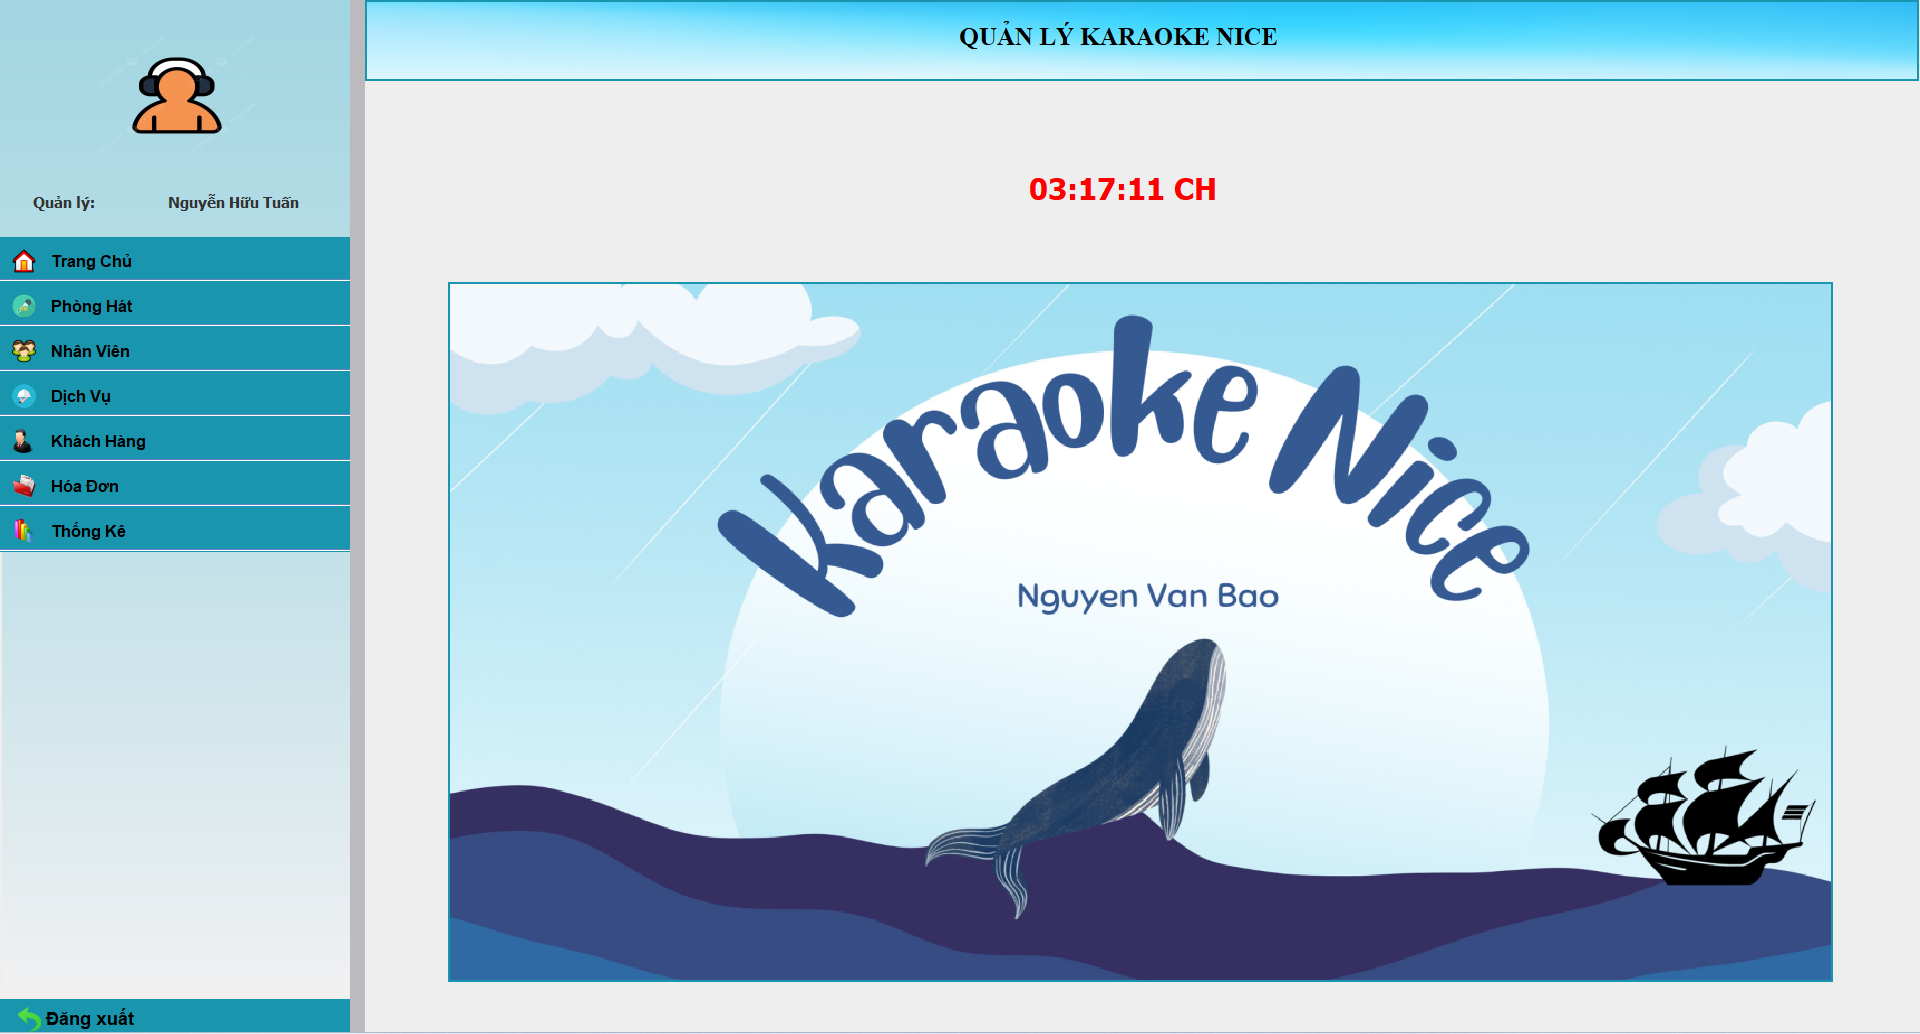 QUẢN LÝ KARAOKE NICE
Quản lý: Nguyễn Hữu Tuấn
Trang Chủ
Phòng Hát
Nhân Viên
Dịch Vụ
Khách Hàng
Hóa Đơn
Thống Kê
Đăng xuất
03:17:11 CH
Karaoke Nice
Nguyen Van Bao